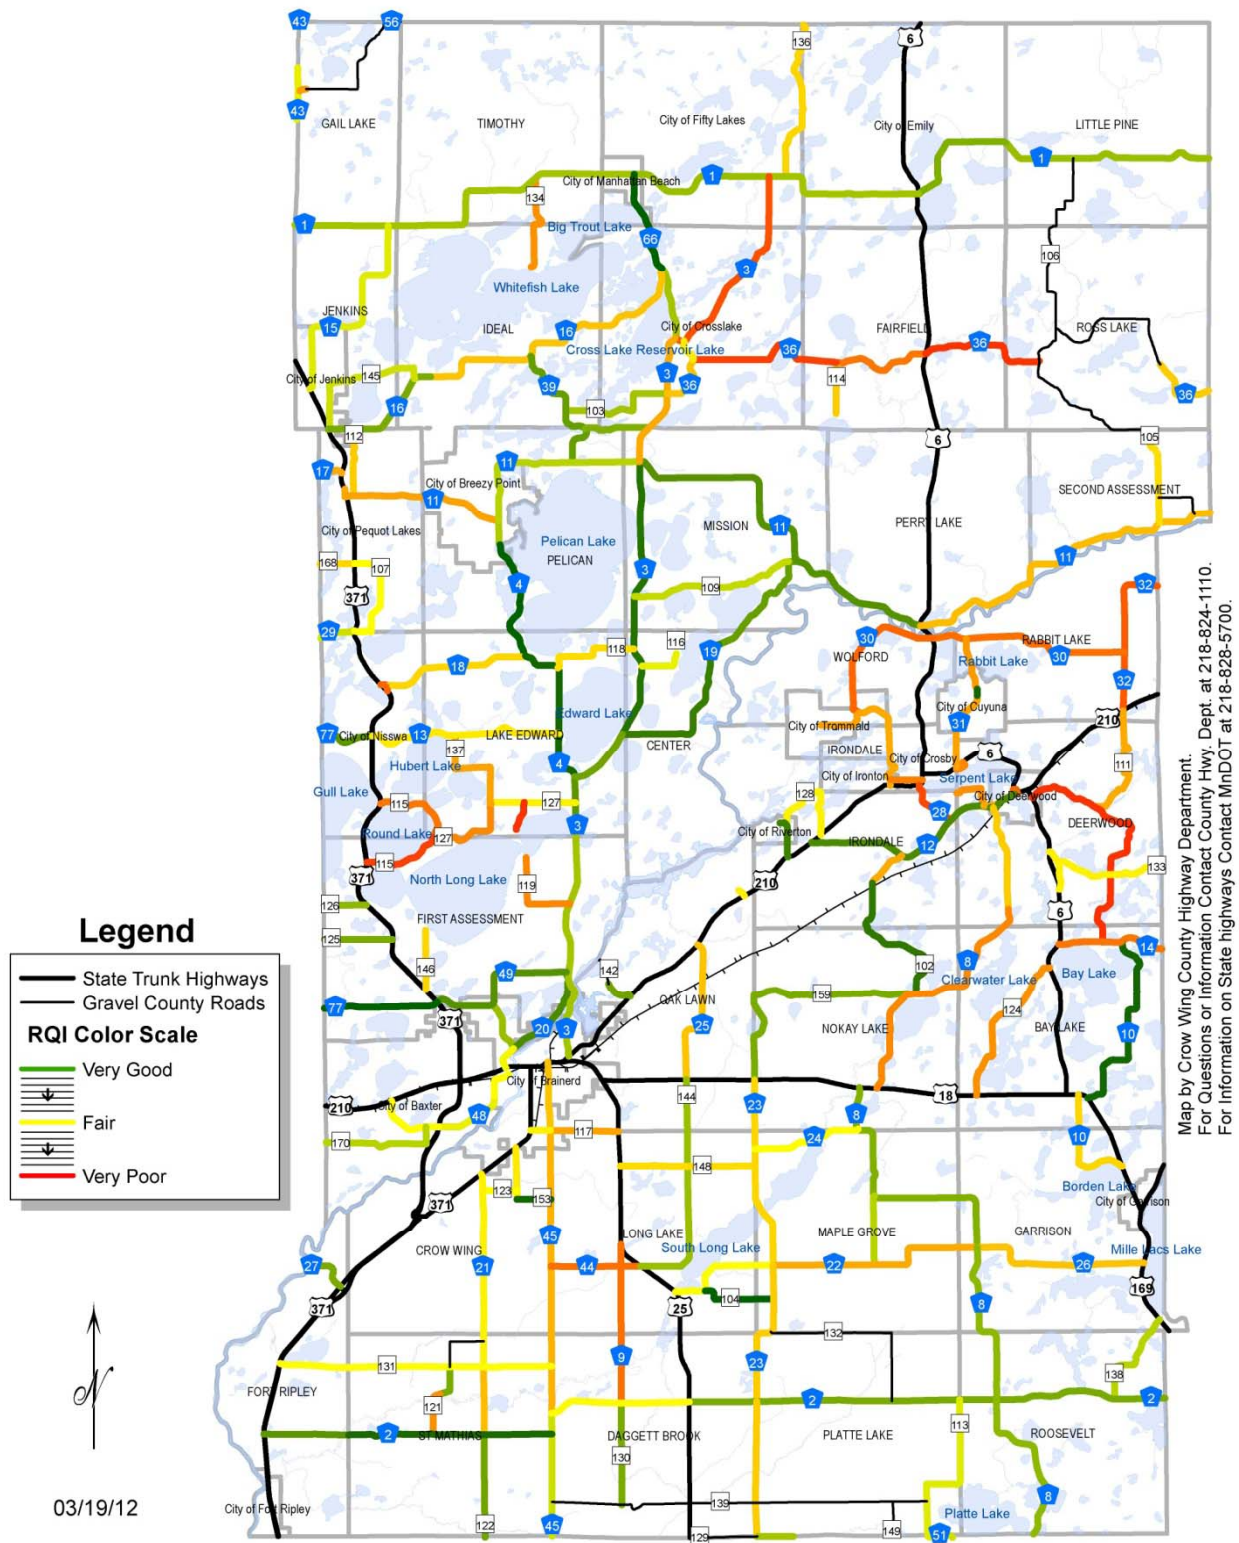 43
56
136
6
43
GAIL LAKE
TIMOTHY
City of Fifty Lakes
City of Emily
LITTLE PINE
1
1
City of Manhattan Beach
134
1
Big Trout Lake
66
106
3
Whitefish Lake
JENKINS
15
IDEAL
16
City of Crosslake
FAIRFIELD
ROSS LAKE
Cross Lake Reservoir Lake
36
36
City of Jenkins
145
39
3
36
114
36
16
103
112
6
105
17
11
City of Breezy Point
11
SECOND ASSESSMENT
City of Pequot Lakes
MISSION
11
PERRY LAKE
Pelican Lake
PELICAN
11
168
107
3
4
109
32
371
29
118
116
19
30
RABBIT LAKE
WOLFORD
Rabbit Lake
30
18
32
Edward Lake
City of Cuyuna
210
77
City of Nisswa
13
LAKE EDWARD
CENTER
City of Trommald
31
137
IRONDALE
City of Crosby
6
Hubert Lake
4
City of Ironton
Serpent Lake
111
Gull Lake
115
127
128
28
City of Deerwood
Round Lake
127
3
City of Riverton
IRONDALE
12
DEERWOOD
115
371
North Long Lake
119
210
133
126
FIRST ASSESSMENT
6
125
146
49
142
8
14
102
Clearwater Lake
Bay Lake
77
371
20
3
OAK LAWN
25
159
NOKAY LAKE
124
BAY LAKE
10
City of Brainerd
210
City of Baxter
48
144
23
18
8
170
117
24
10
148
123
153
Borden Lake
City of Garrison
371
45
LONG LAKE
MAPLE GROVE
GARRISON
CROW WING
South Long Lake
Mille Lacs Lake
27
21
44
22
26
169
371
25
104
8
132
9
23
131
138
FORT RIPLEY
121
2
2
113
2
ST MATHIAS
DAGGETT BROOK
PLATTE LAKE
ROOSEVELT
130
8
City of Fort Ripley
139
Platte Lake
122
45
129
149
51
Legend
State Trunk Highways
Gravel County Roads
RQI Color Scale
Very Good
Fair
Very Poor
N
03/19/12
Map by Crow Wing County Highway Department.
For Questions or Information Contact County Hwy. Dept. at 218-824-1110.
For Information on State highways Contact MnDOT at 218-828-5700.